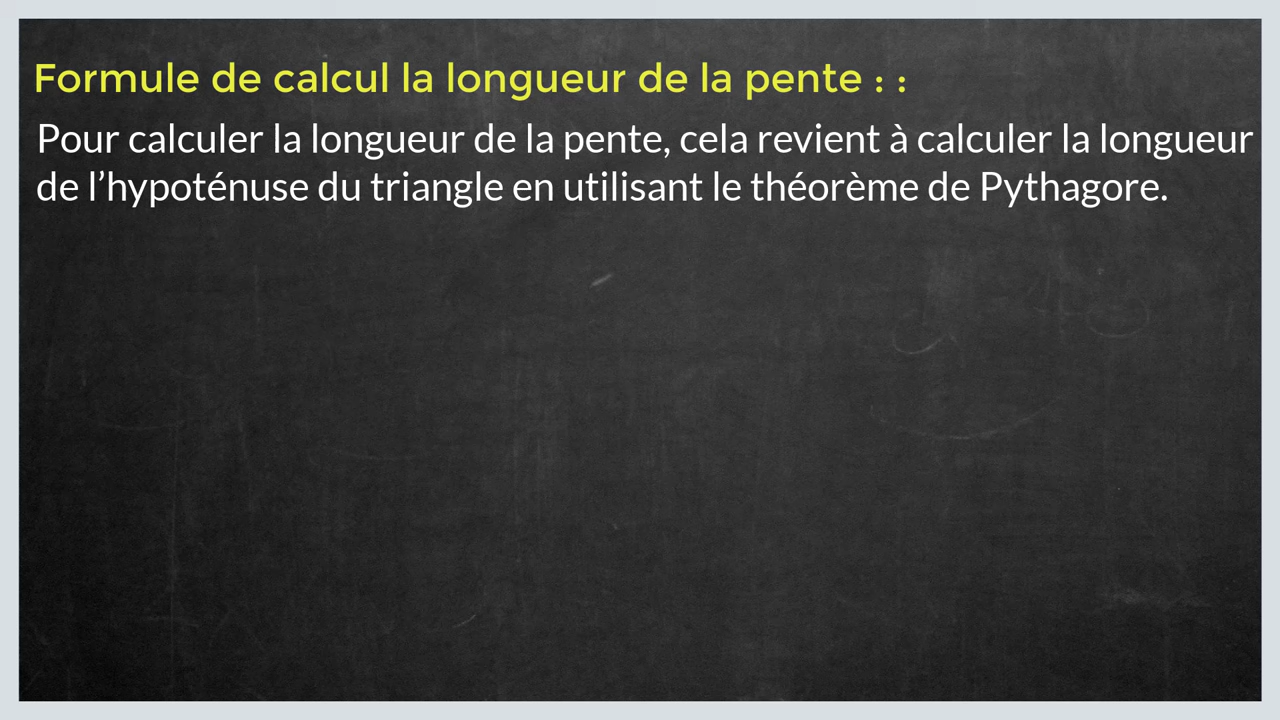 Formule de calcul la longueur de la pente : :
Pour calculer la longueur de la pente, cela revient à calculer la longueur
de l’hypoténuse du triangle en utilisant le théorème de Pythagore.